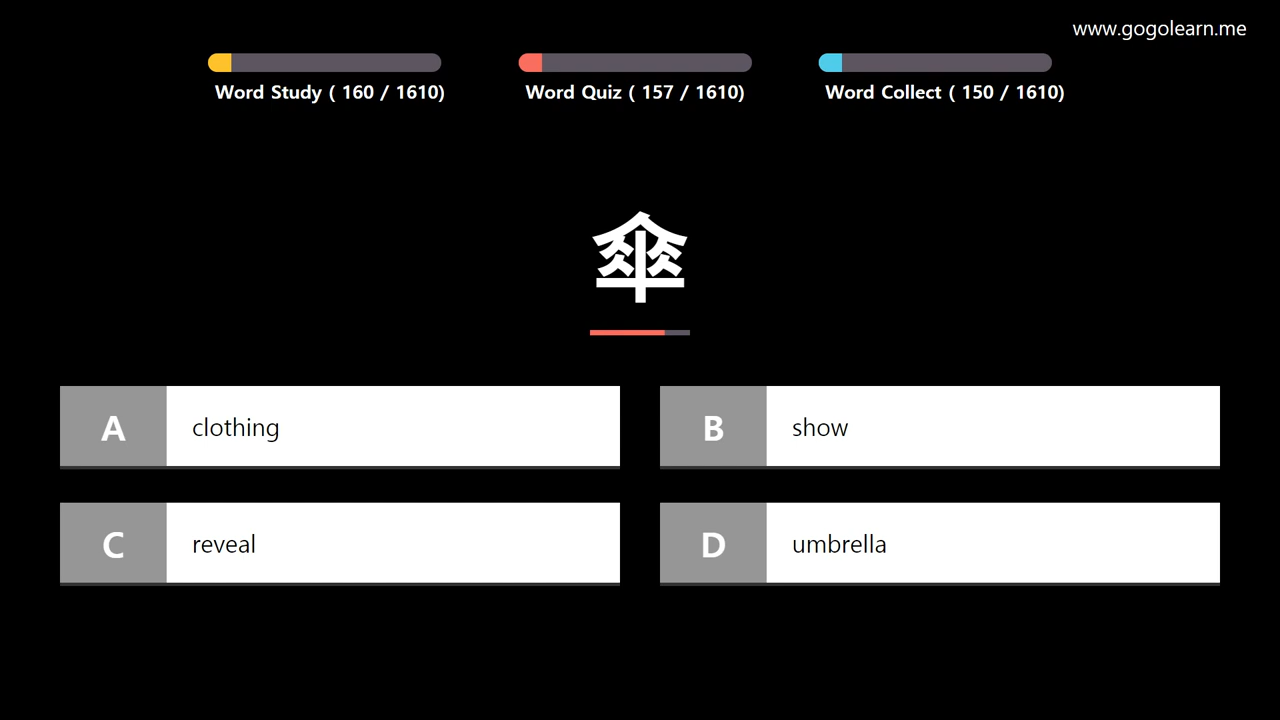 www.gogolearn.me
Word Study ( 160 / 1610)
Word Quiz ( 157 / 1610)
Word Collect ( 150 / 1610)
傘
A clothing
B show
C reveal
D umbrella